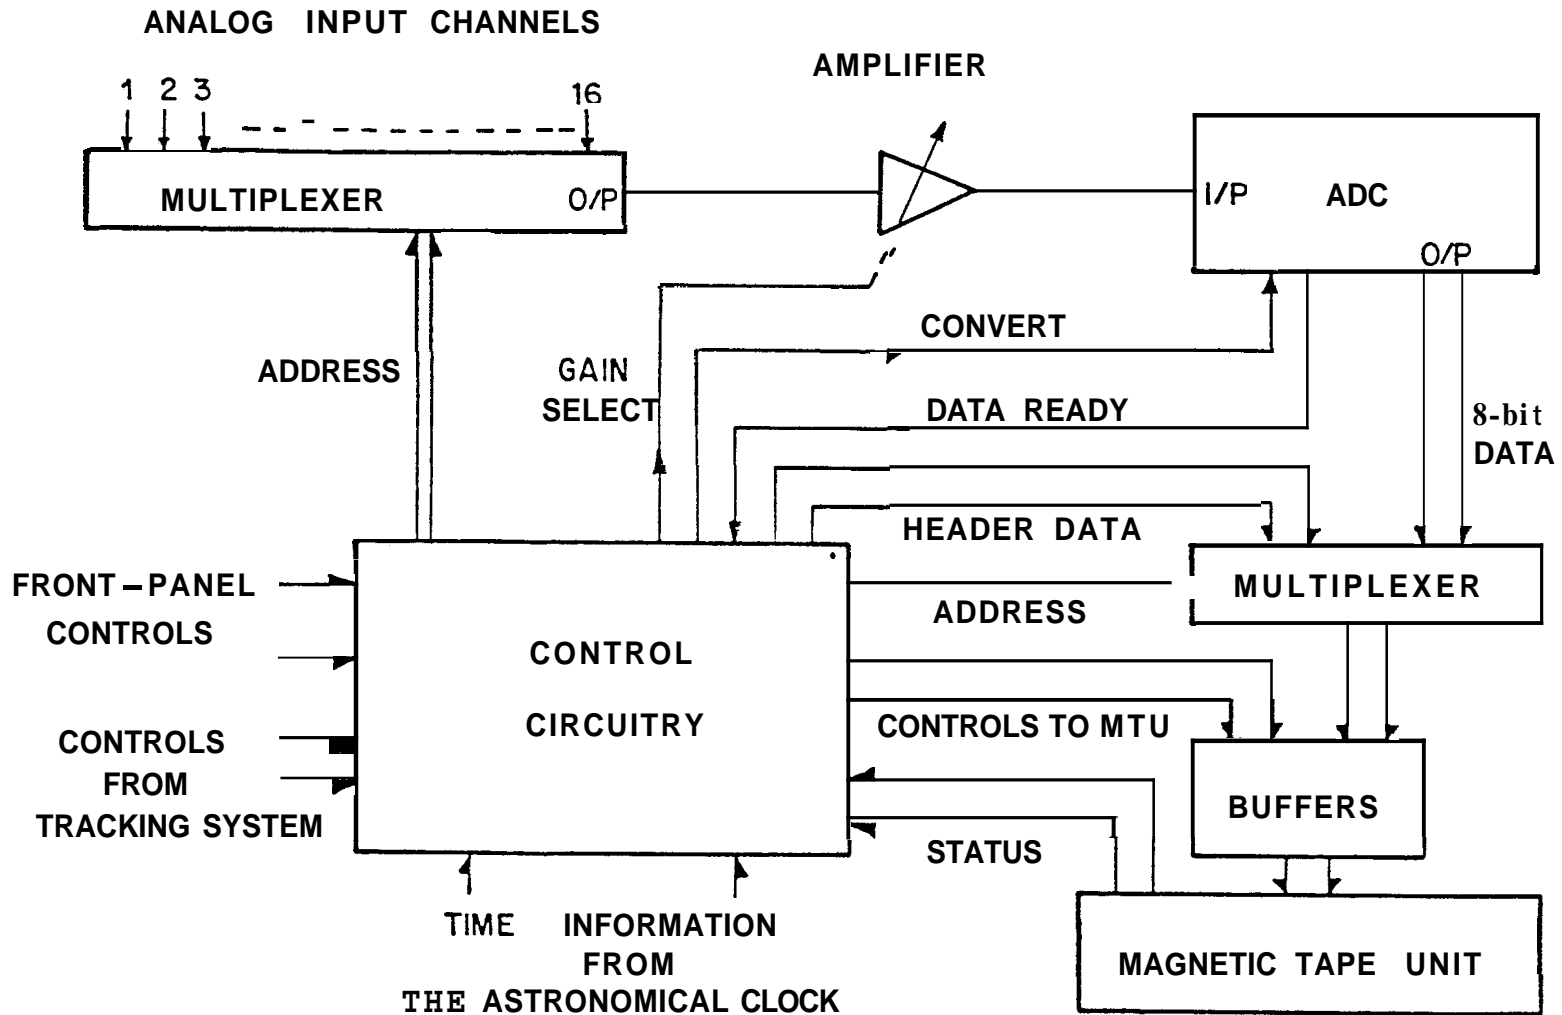 ANALOG INPUT CHANNELS
AMPLIFIER
1 2 3 16
MULTIPLEXER O/P
I/P ADC
O/P
CONVERT
ADDRESS
GAIN
SELECT
DATA READY
8-bit
DATA
HEADER DATA
FRONT-PANEL
CONTROLS
MULTIPLEXER
ADDRESS
CONTROL
CIRCUITRY
CONTROLS TO MTU
CONTROLS
FROM
TRACKING SYSTEM
BUFFERS
STATUS
TIME INFORMATION
FROM
THE ASTRONOMICAL CLOCK
MAGNETIC TAPE UNIT